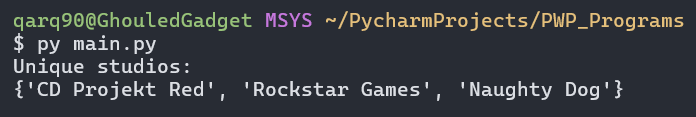 qarq90@GhouledGadget MSYS ~/PycharmProjects/PWP_Programs
$ py main.py
Unique studios:
{'CD Projekt Red', 'Rockstar Games', 'Naughty Dog'}